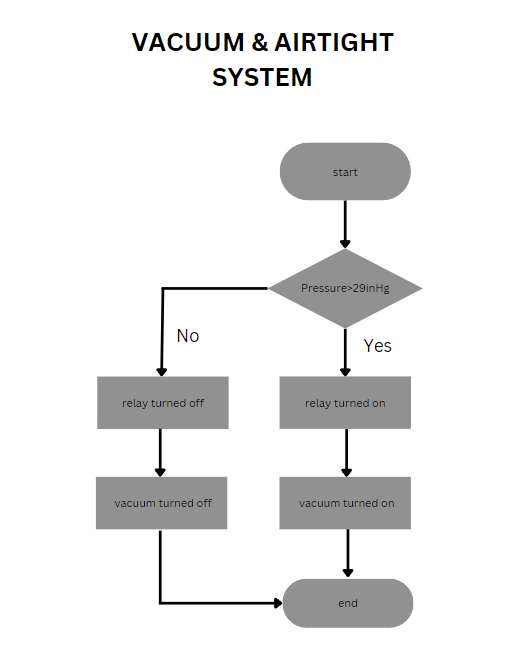 VACUUM & AIRTIGHT
SYSTEM
start
Pressure>29inHg
No
Yes
relay turned off
relay turned on
vacuum turned off
vacuum turned on
end